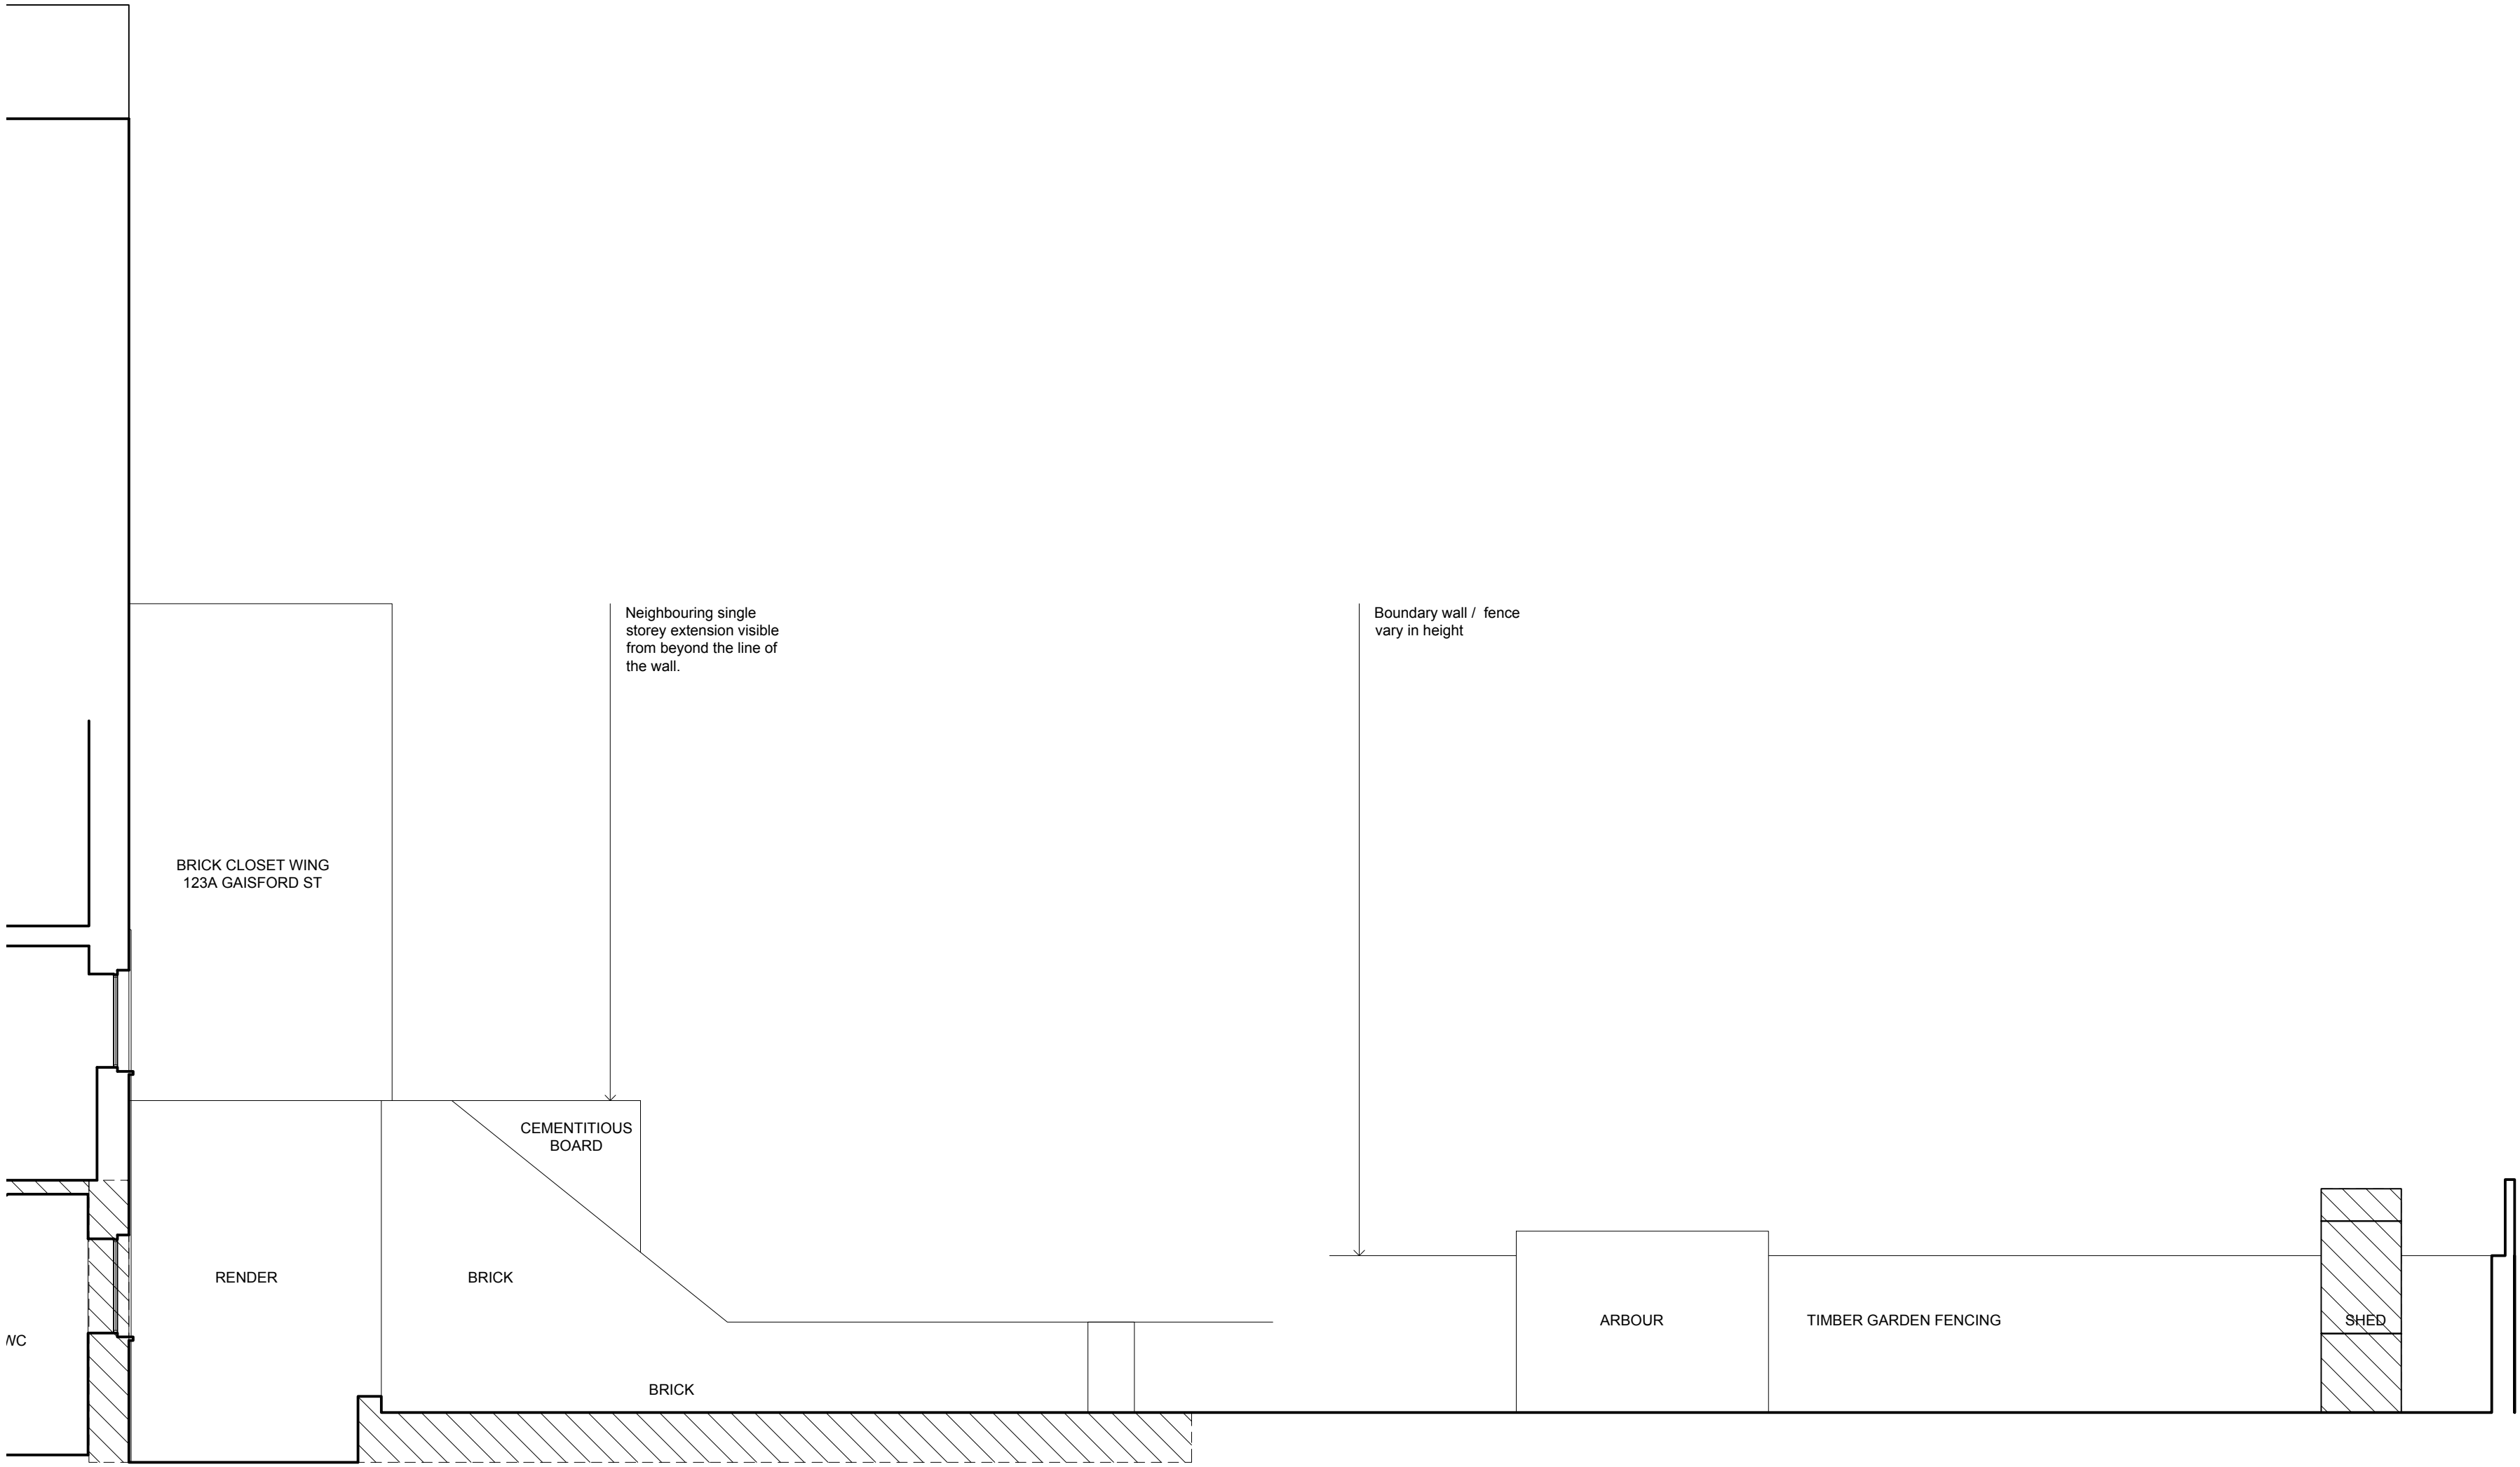 Neighbouring single
storey extension visible
from beyond the line of
the wall.
Boundary wall /  fence
vary in height
BRICK CLOSET WING
123A GAISFORD ST
CEMENTITIOUS
BOARD
RENDER
BRICK
ARBOUR
TIMBER GARDEN FENCING
SHED
WC
BRICK